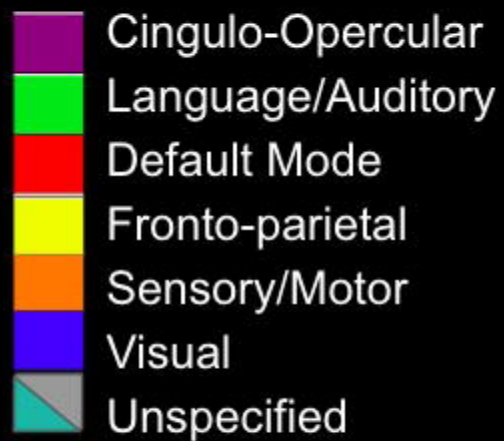 Cingulo-Opercular
Language/Auditory
Default Mode
Fronto-parietal
Sensory/Motor
Visual
Unspecified